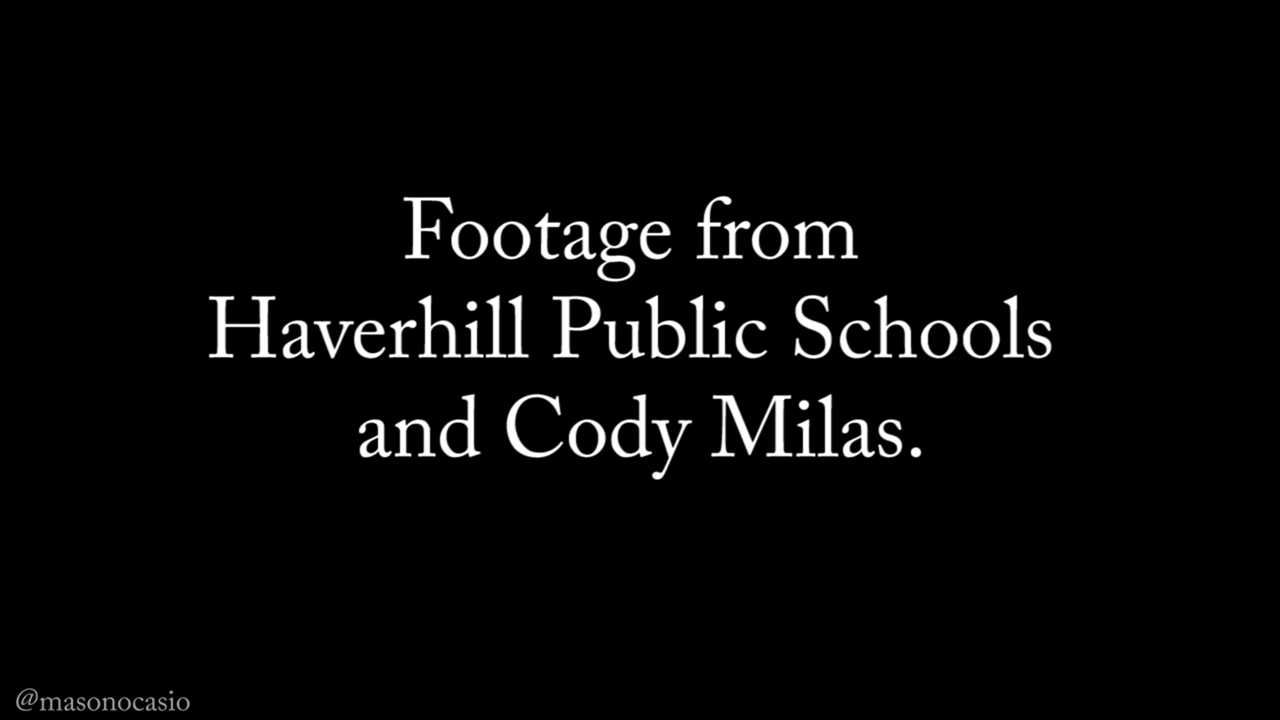 Footage from
Haverhill Public Schools
and Cody Milas.
@masonocasio